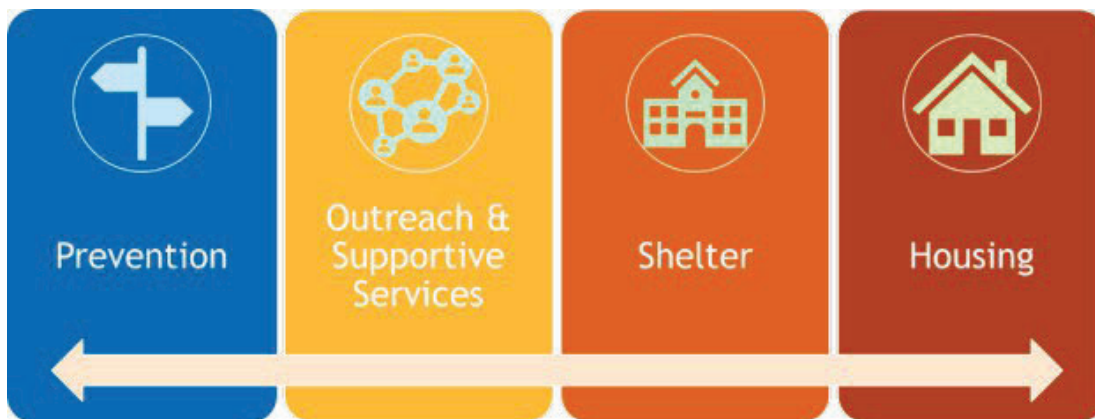 Prevention
Outreach &
Supportive
Services
Shelter
Housing